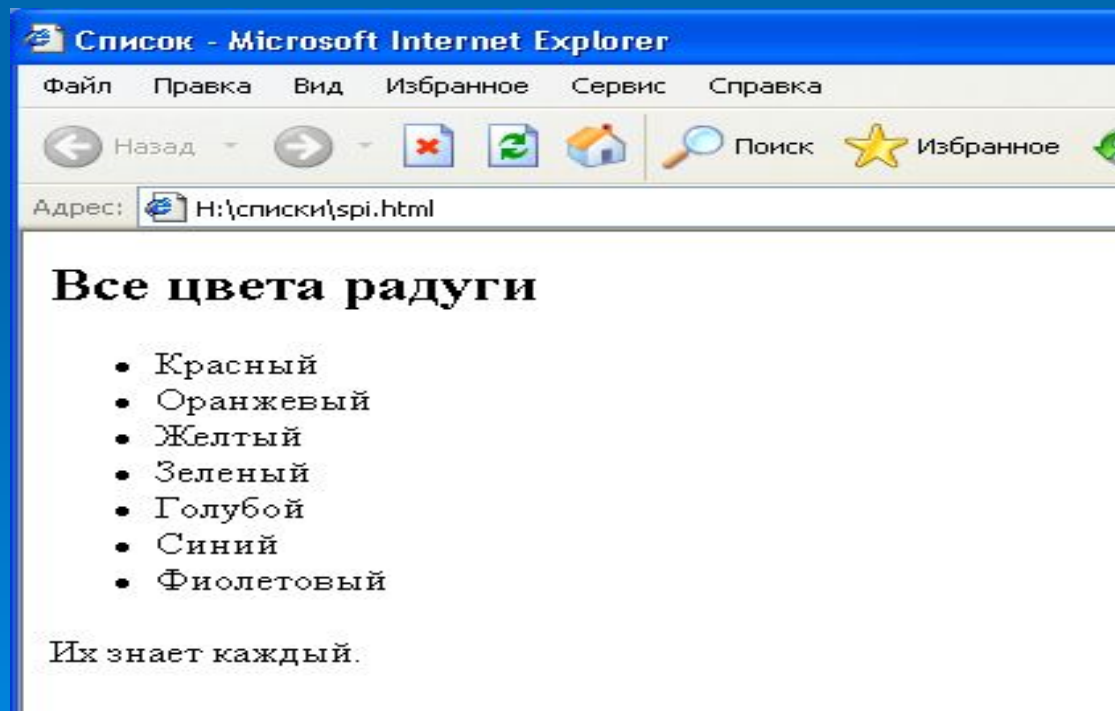 Список - Microsoft Internet Explorer
Файл Правка Вид Избранное Сервис Справка
Назад Поиск Избранное
Адрес: H:\списки\spi.html
Все цвета радуги
• Красный
• Оранжевый
• Желтый
• Зеленый
• Голубой
• Синий
• Фиолетовый
Их знает каждый.